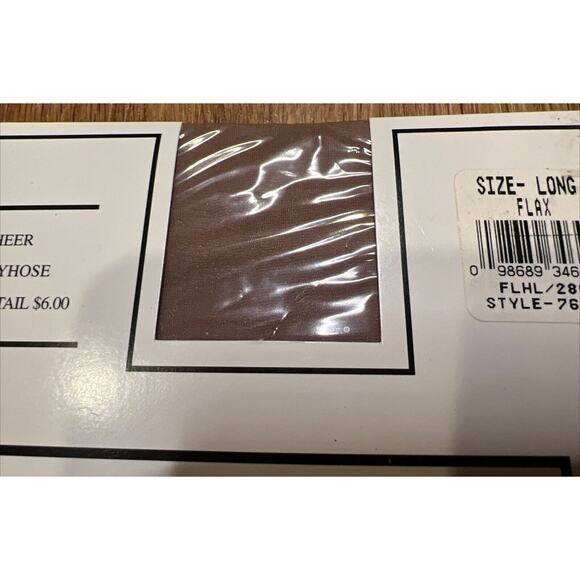 HEER
YHOSE
TAIL $6.00
SIZE- LONG
FLAX
0 98689 346
FLHL/28
STYLE-76